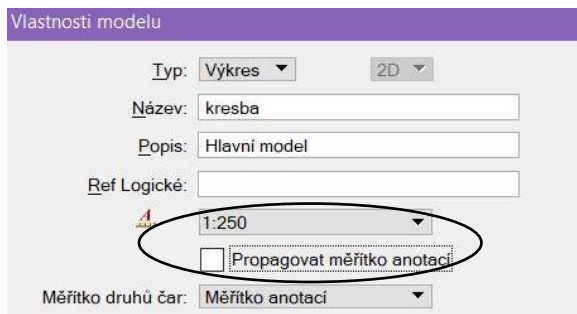 Vlastnosti modelu
Typ: Výkres 2D
Název: kresba
Popis: Hlavní model
Ref Logické:
A 1:250
Propagovat měřítko anotací
Měřítko druhů čar: Měřítko anotací